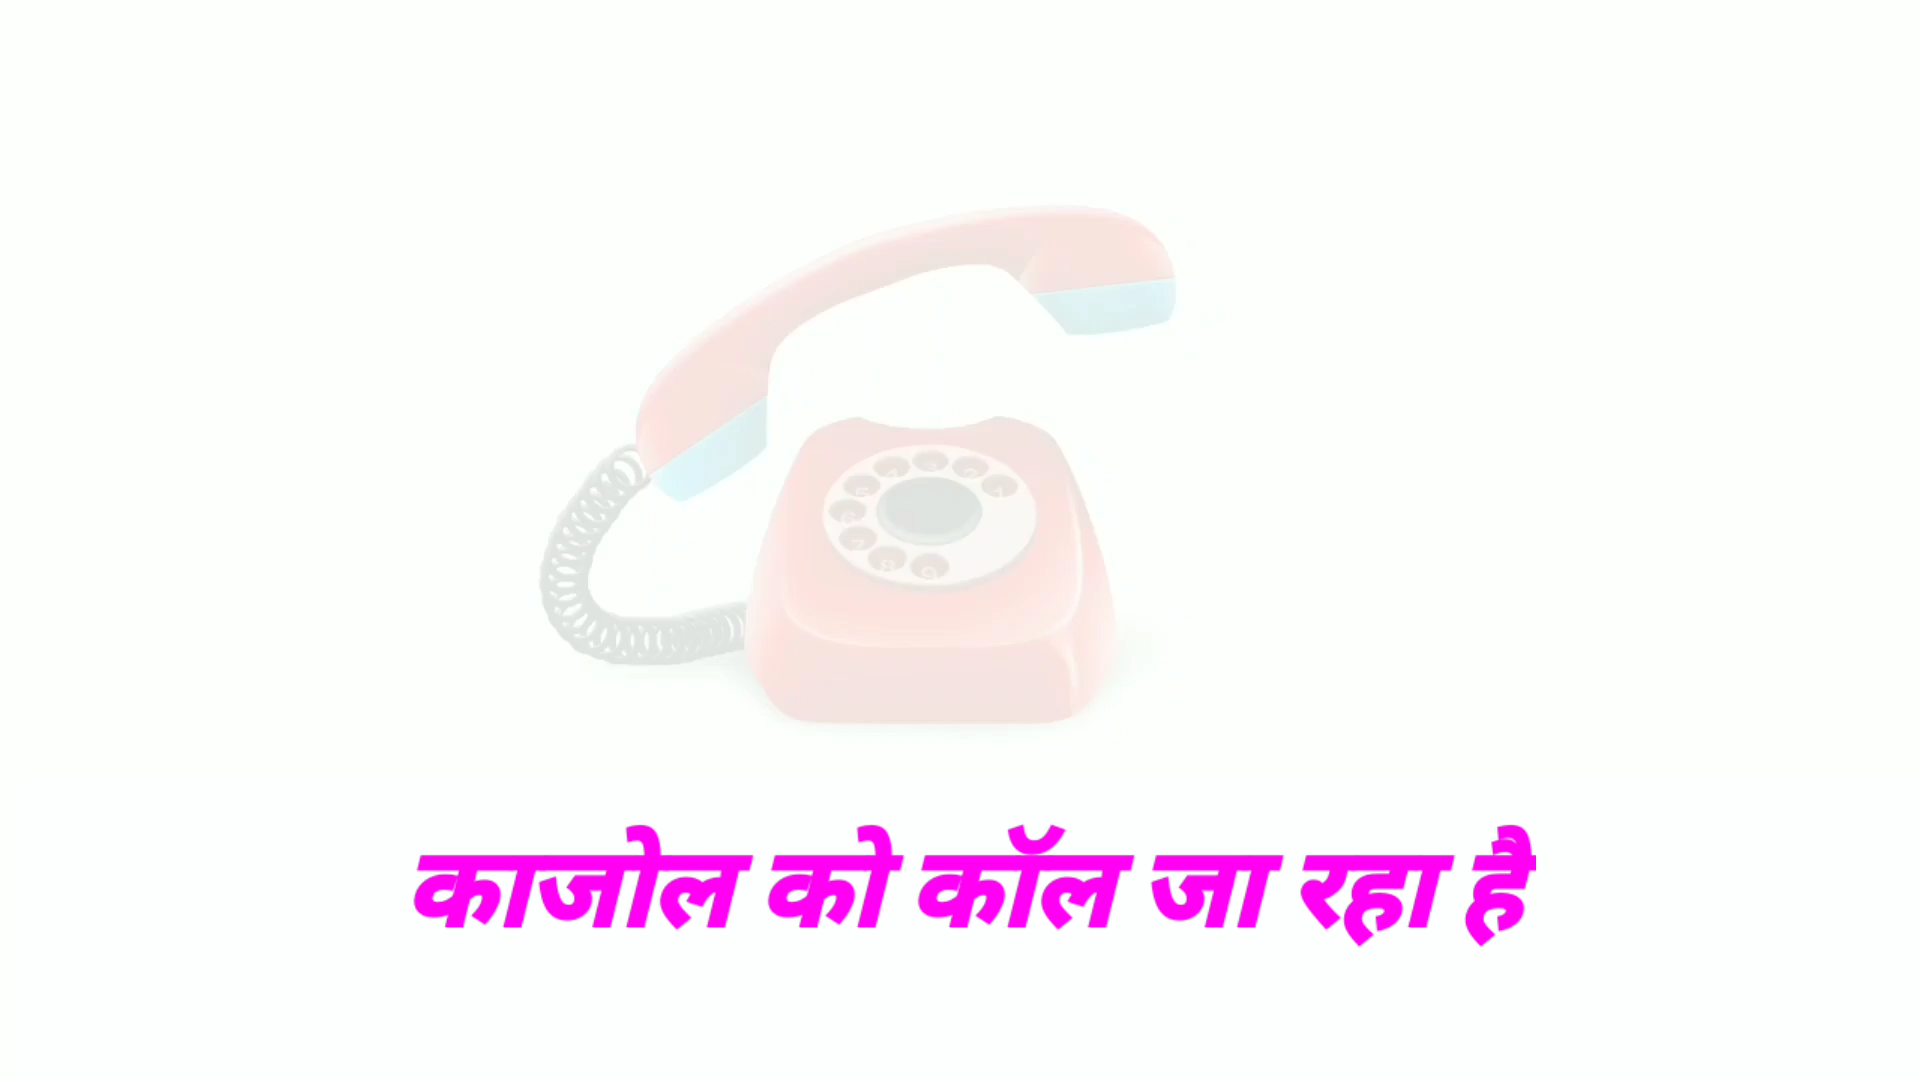 काजोल को कॉल जा रहा है